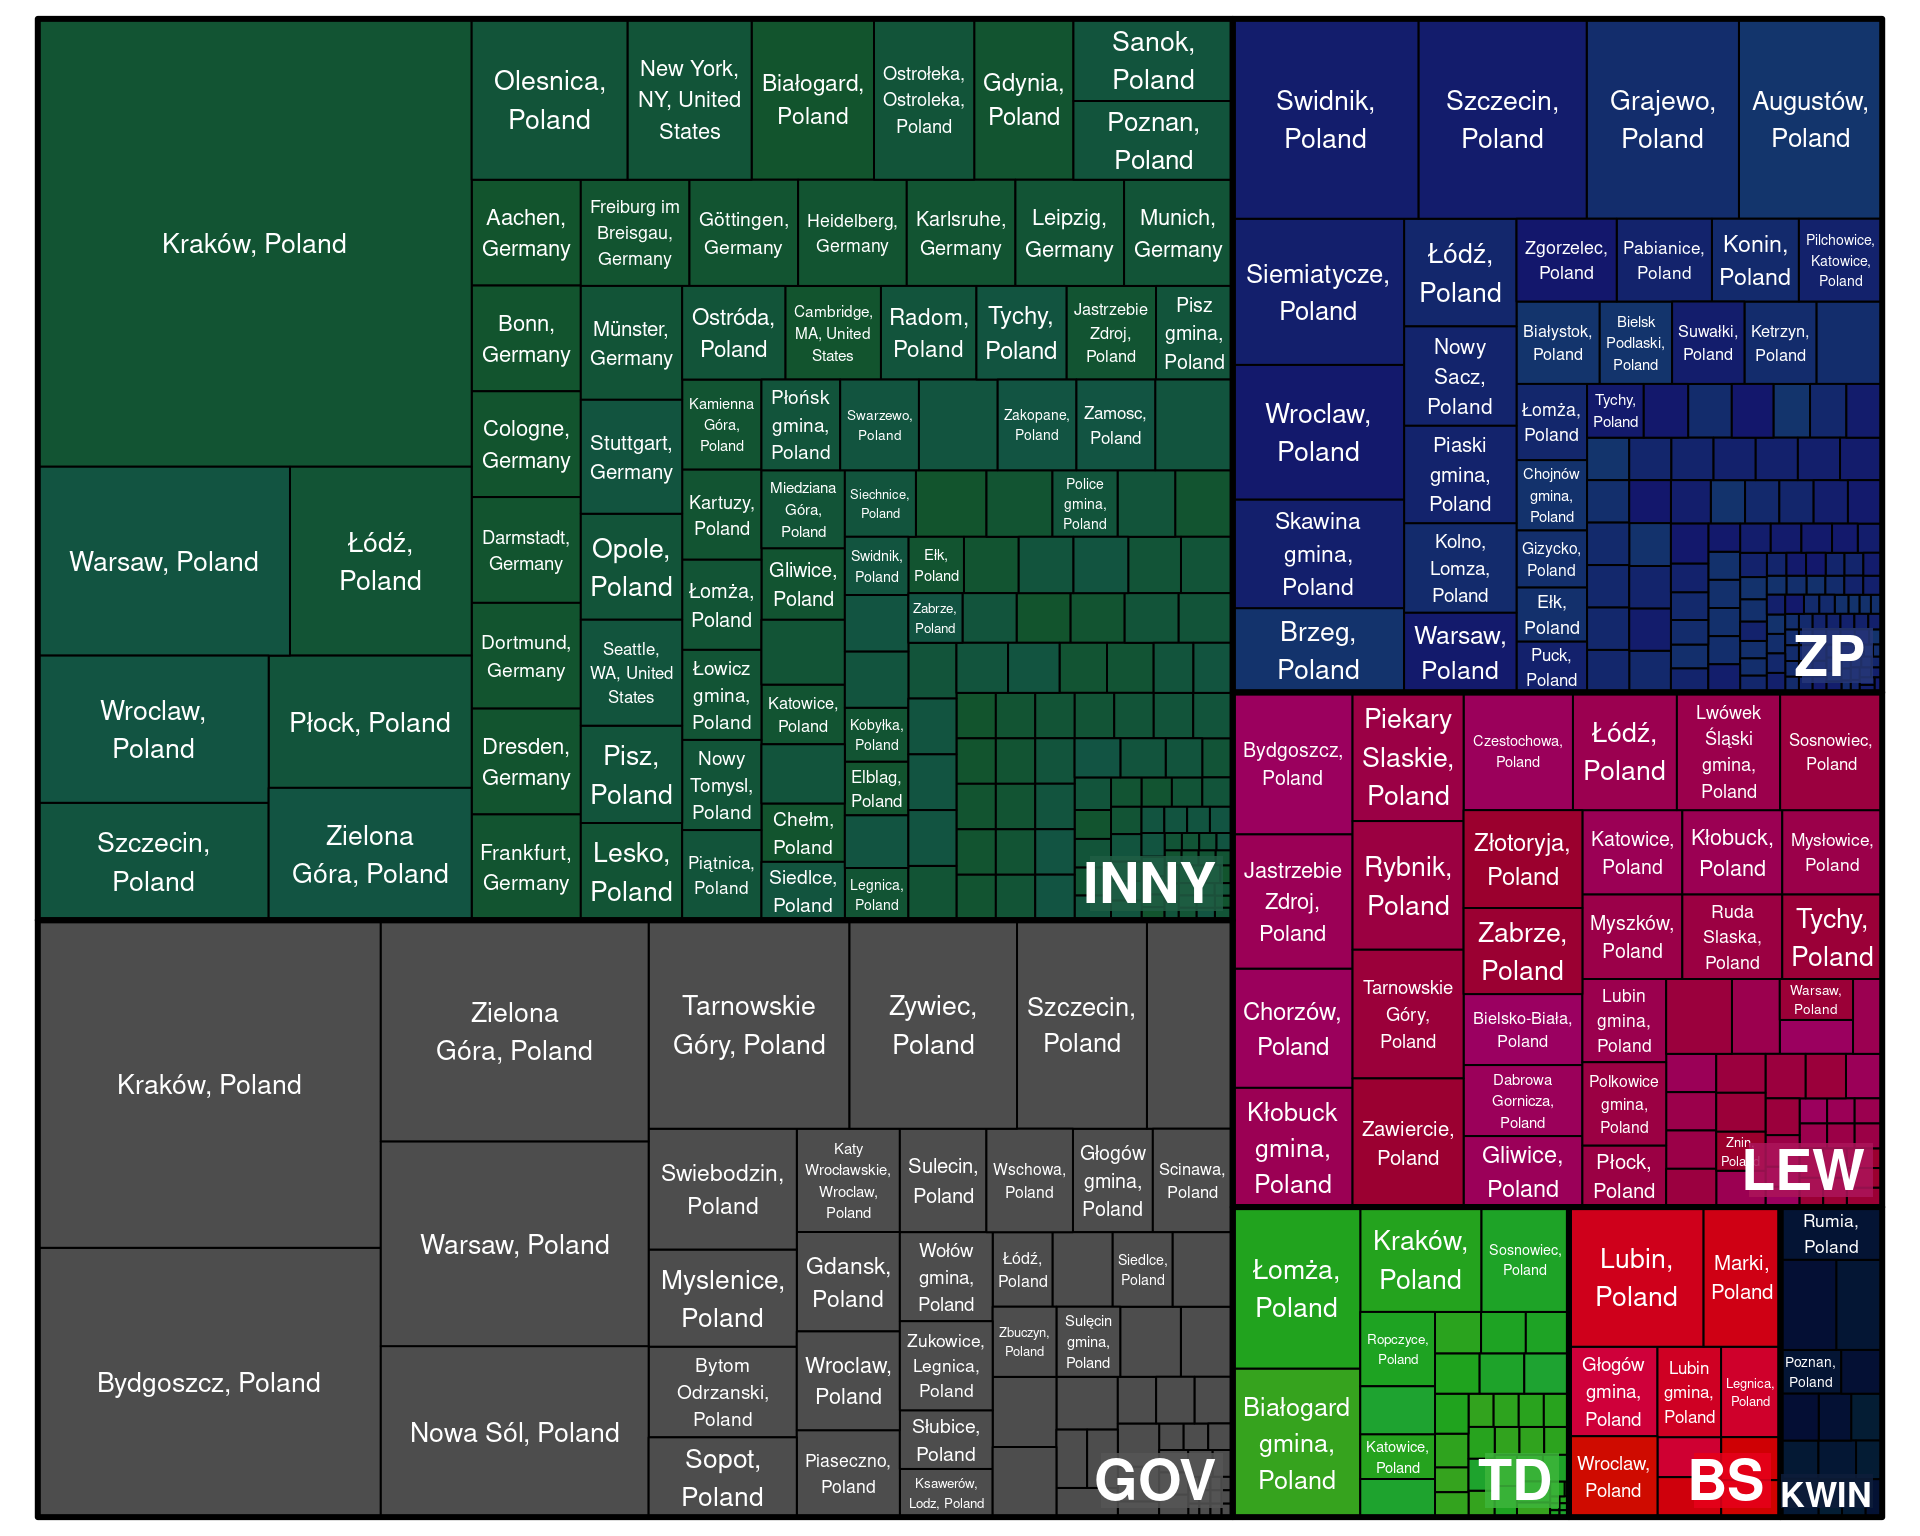 Kraków, Poland
Warsaw, Poland
Łódź,
Poland
Wroclaw,
Poland
Płock, Poland
Szczecin,
Poland
Zielona
Góra, Poland
Olesnica,
Poland
New York,
NY, United
States
Białogard,
Poland
Ostrołeka,
Ostroleka,
Poland
Gdynia,
Poland
Sanok,
Poland
Poznan,
Poland
Aachen,
Germany
Freiburg im
Breisgau,
Germany
Göttingen,
Germany
Heidelberg,
Germany
Karlsruhe,
Germany
Leipzig,
Germany
Munich,
Germany
Bonn,
Germany
Cologne,
Germany
Darmstadt,
Germany
Dortmund,
Germany
Dresden,
Germany
Frankfurt,
Germany
Münster,
Germany
Stuttgart,
Germany
Opole,
Poland
Seattle,
WA, United
States
Pisz,
Poland
Lesko,
Poland
Ostróda,
Poland
Cambridge,
MA, United
States
Radom,
Poland
Tychy,
Poland
Jastrzebie
Zdroj,
Poland
Pisz
gmina,
Poland
Kamienna
Góra,
Poland
Kartuzy,
Poland
Łomża,
Poland
Łowicz
gmina,
Poland
Nowy
Tomysl,
Poland
Piątnica,
Poland
Płońsk
gmina,
Poland
Swarzewo,
Poland
Zakopane,
Poland
Zamosc,
Poland
Miedziana
Góra,
Poland
Gliwice,
Poland
Katowice,
Poland
Chełm,
Poland
Siedlce,
Poland
Siechnice,
Poland
Police
gmina,
Poland
Swidnik,
Poland
Ełk,
Poland
Zabrze,
Poland
Kobyłka,
Poland
Elblag,
Poland
Legnica,
Poland
INNY
Kraków, Poland
Bydgoszcz, Poland
Zielona
Góra, Poland
Warsaw, Poland
Nowa Sól, Poland
Tarnowskie
Góry, Poland
Zywiec,
Poland
Szczecin,
Poland
Swiebodzin,
Poland
Myslenice,
Poland
Bytom
Odrzanski,
Poland
Sopot,
Poland
Katy
Wrocławskie,
Wroclaw,
Poland
Gdansk,
Poland
Wroclaw,
Poland
Piaseczno,
Poland
Sulecin,
Poland
Wschowa,
Poland
Głogów
gmina,
Poland
Scinawa,
Poland
Wołów
gmina,
Poland
Zukowice,
Legnica,
Poland
Słubice,
Poland
Ksawerów,
Lodz, Poland
Łódź,
Poland
Siedlce,
Poland
Zbuczyn,
Poland
Sulęcin
gmina,
Poland
GOV
Swidnik,
Poland
Szczecin,
Poland
Grajewo,
Poland
Augustów,
Poland
Siemiatycze,
Poland
Wroclaw,
Poland
Skawina
gmina,
Poland
Brzeg,
Poland
Łódź,
Poland
Nowy
Sacz,
Poland
Piaski
gmina,
Poland
Kolno,
Lomza,
Poland
Warsaw,
Poland
Zgorzelec,
Poland
Pabianice,
Poland
Konin,
Poland
Pilchowice,
Katowice,
Poland
Białystok,
Poland
Bielsk
Podlaski,
Poland
Suwałki,
Poland
Ketrzyn,
Poland
Łomża,
Poland
Chojnów
gmina,
Poland
Gizycko,
Poland
Ełk,
Poland
Puck,
Poland
Tychy,
Poland
ZP
Bydgoszcz,
Poland
Jastrzebie
Zdroj,
Poland
Chorzów,
Poland
Kłobuck
gmina,
Poland
Piekary
Slaskie,
Poland
Rybnik,
Poland
Tarnowskie
Góry,
Poland
Zawiercie,
Poland
Czestochowa,
Poland
Łódź,
Poland
Lwówek
Śląski
gmina,
Poland
Sosnowiec,
Poland
Złotoryja,
Poland
Zabrze,
Poland
Bielsko-Biała,
Poland
Dabrowa
Gornicza,
Poland
Gliwice,
Poland
Katowice,
Poland
Kłobuck,
Poland
Mysłowice,
Poland
Myszków,
Poland
Ruda
Slaska,
Poland
Tychy,
Poland
Lubin
gmina,
Poland
Polkowice
gmina,
Poland
Płock,
Poland
Warsaw,
Poland
Znin,
Poland
LEW
Łomża,
Poland
Białogard
gmina,
Poland
Kraków,
Poland
Sosnowiec,
Poland
Ropczyce,
Poland
Katowice,
Poland
TD
Lubin,
Poland
Marki,
Poland
Głogów
gmina,
Poland
Lubin
gmina,
Poland
Legnica,
Poland
Wroclaw,
Poland
BS
Rumia,
Poland
Poznan,
Poland
KWIN